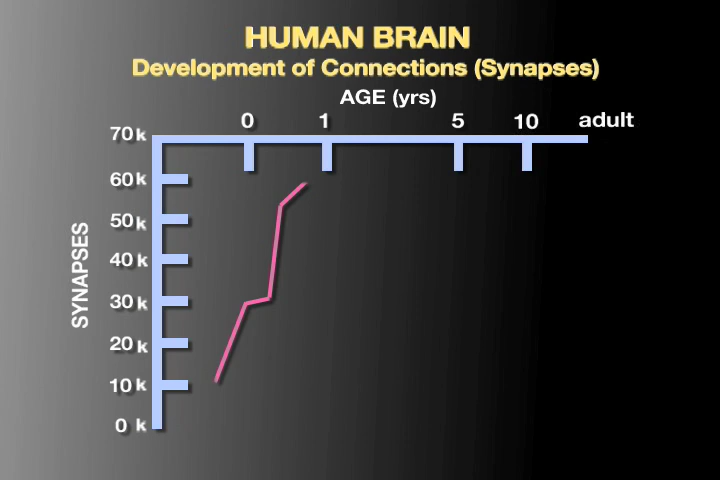 HUMAN BRAIN
Development of Connections (Synapses)
AGE (yrs)
0 1 5 10 adult
70 k
60 k
50 k
40 k
SYNAPSES
30 k
20 k
10 k
0 k